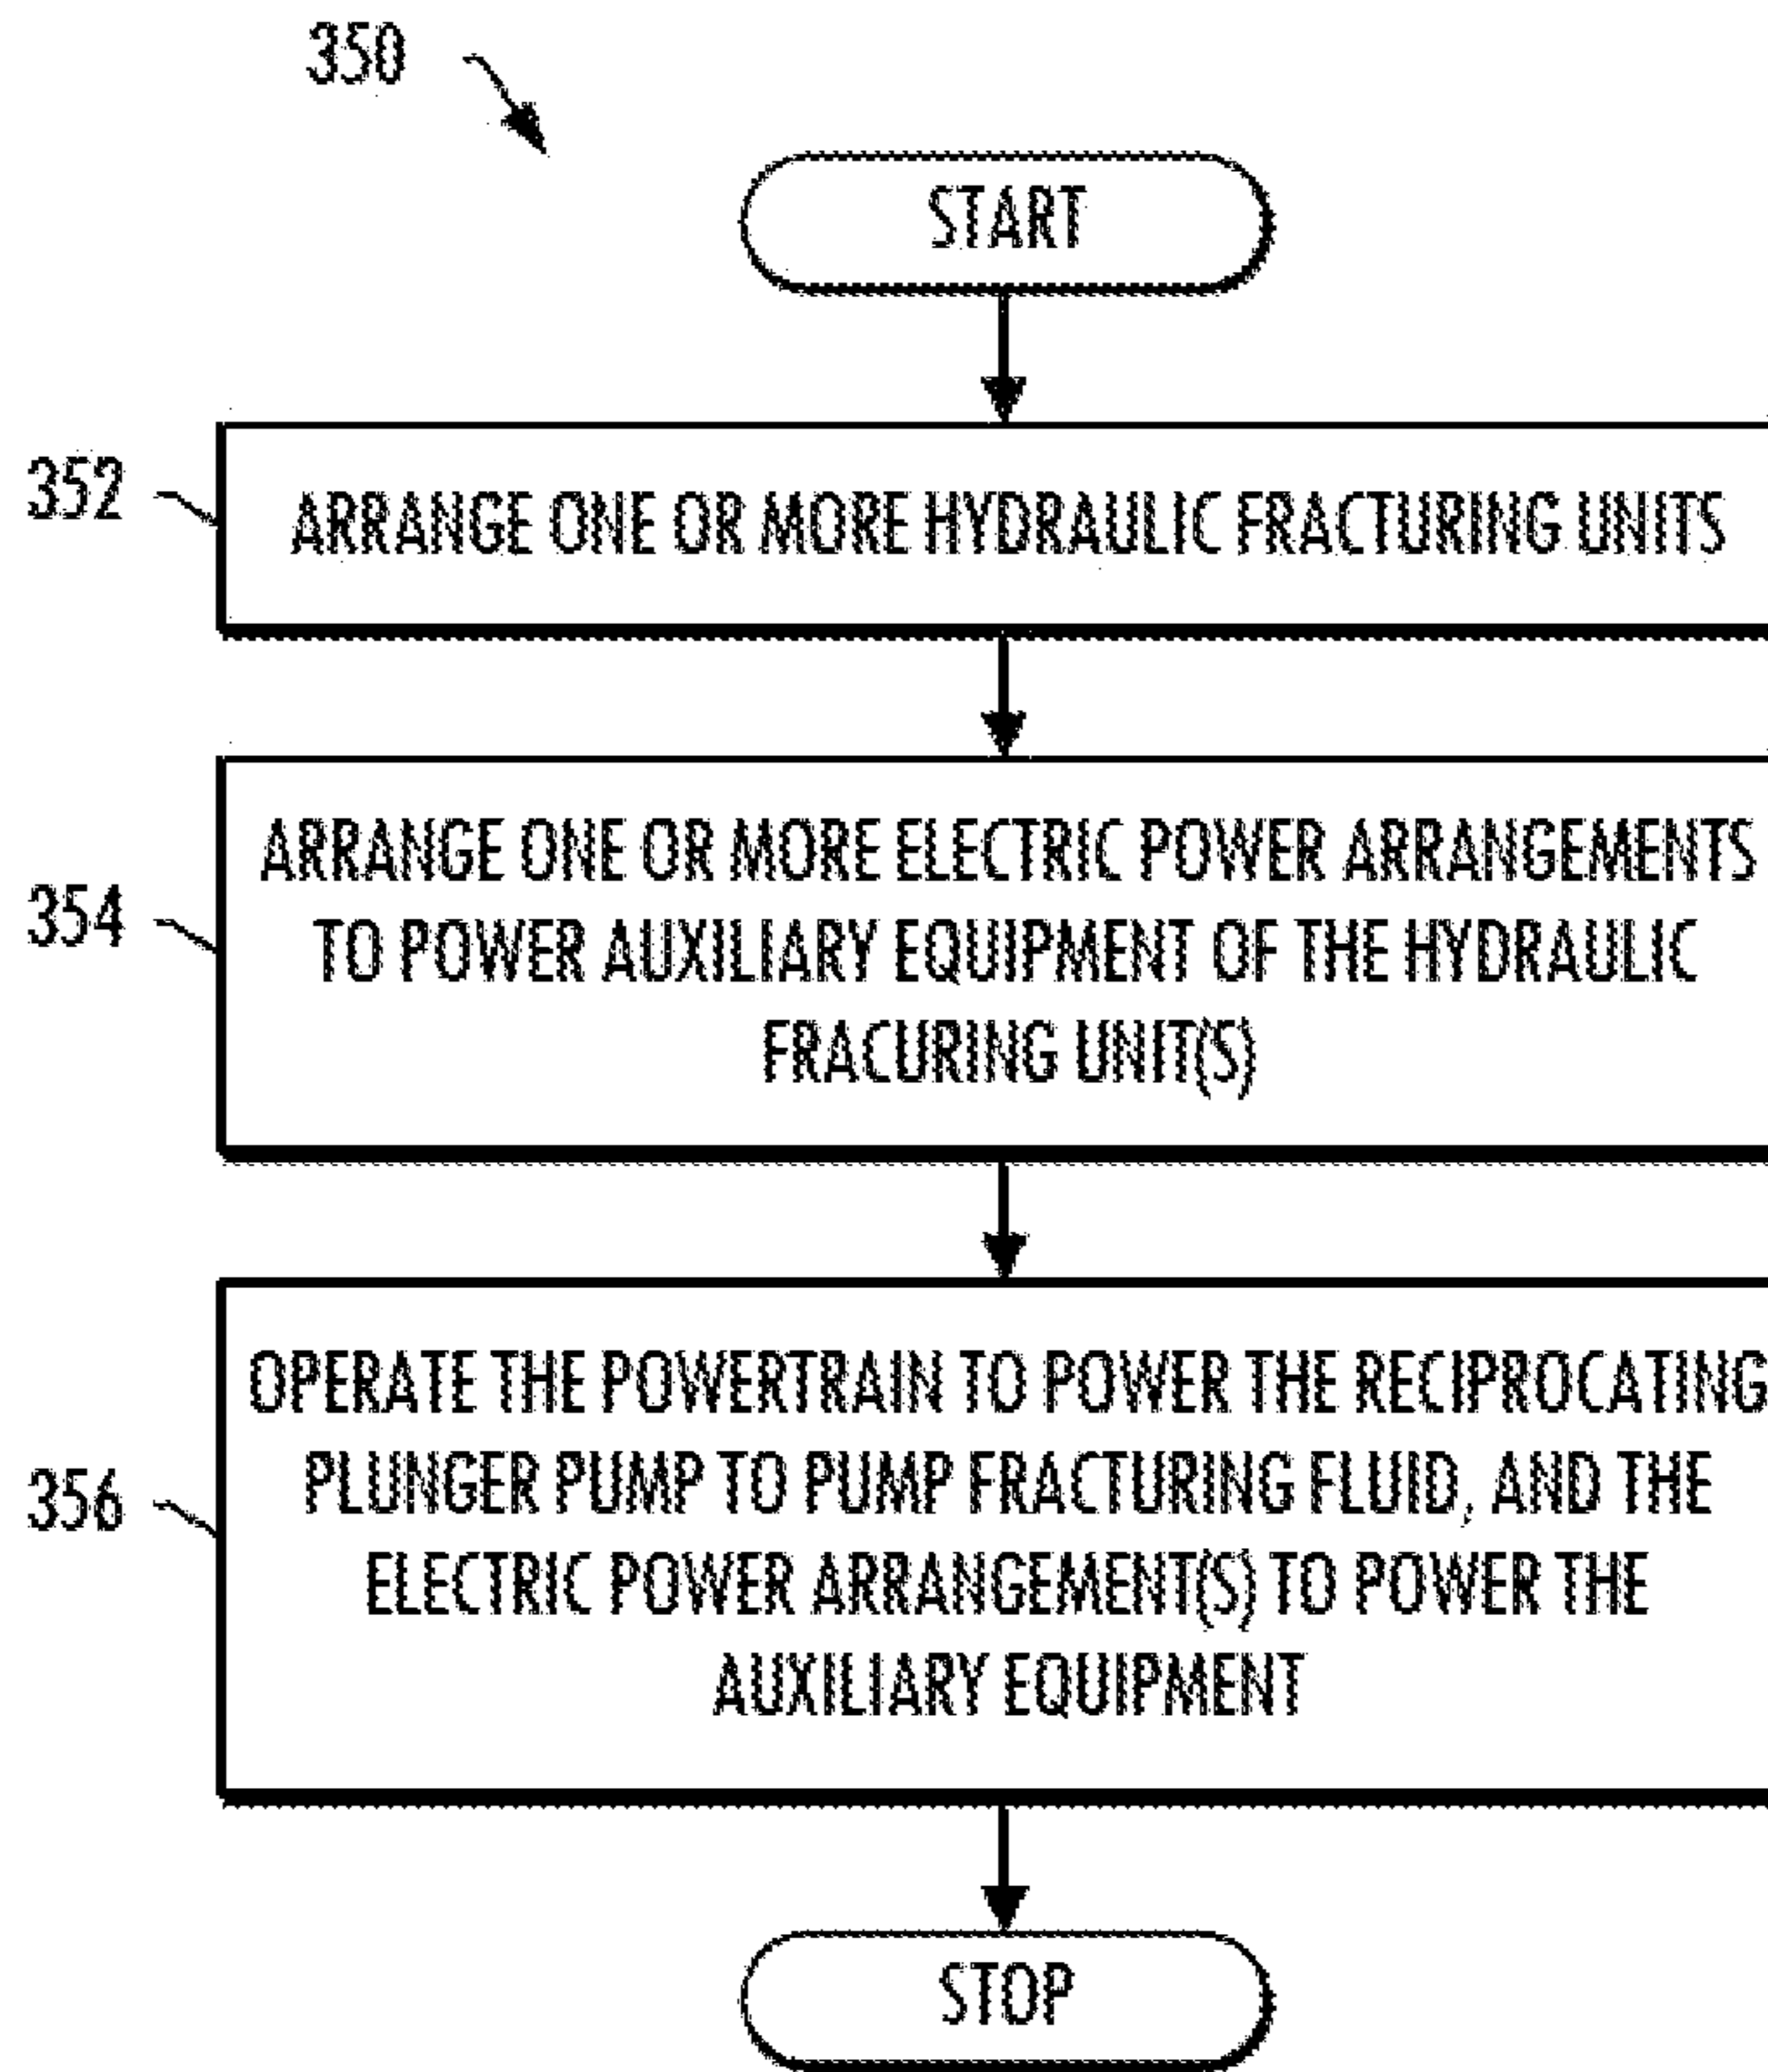 350
START
352
ARRANGE ONE OR MORE HYDRAULIC FRACTURING UNITS
354
ARRANGE ONE OR MORE ELECTRIC POWER ARRANGEMENTS
TO POWER AUXILIARY EQUIPMENT OF THE HYDRAULIC
FRACURING UNIT(S)
356
OPERATE THE POWERTRAIN TO POWER THE RECIPROCATING
PLUNGER PUMP TO PUMP FRACTURING FLUID, AND THE
ELECTRIC POWER ARRANGEMENT(S) TO POWER THE
AUXILIARY EQUIPMENT
STOP